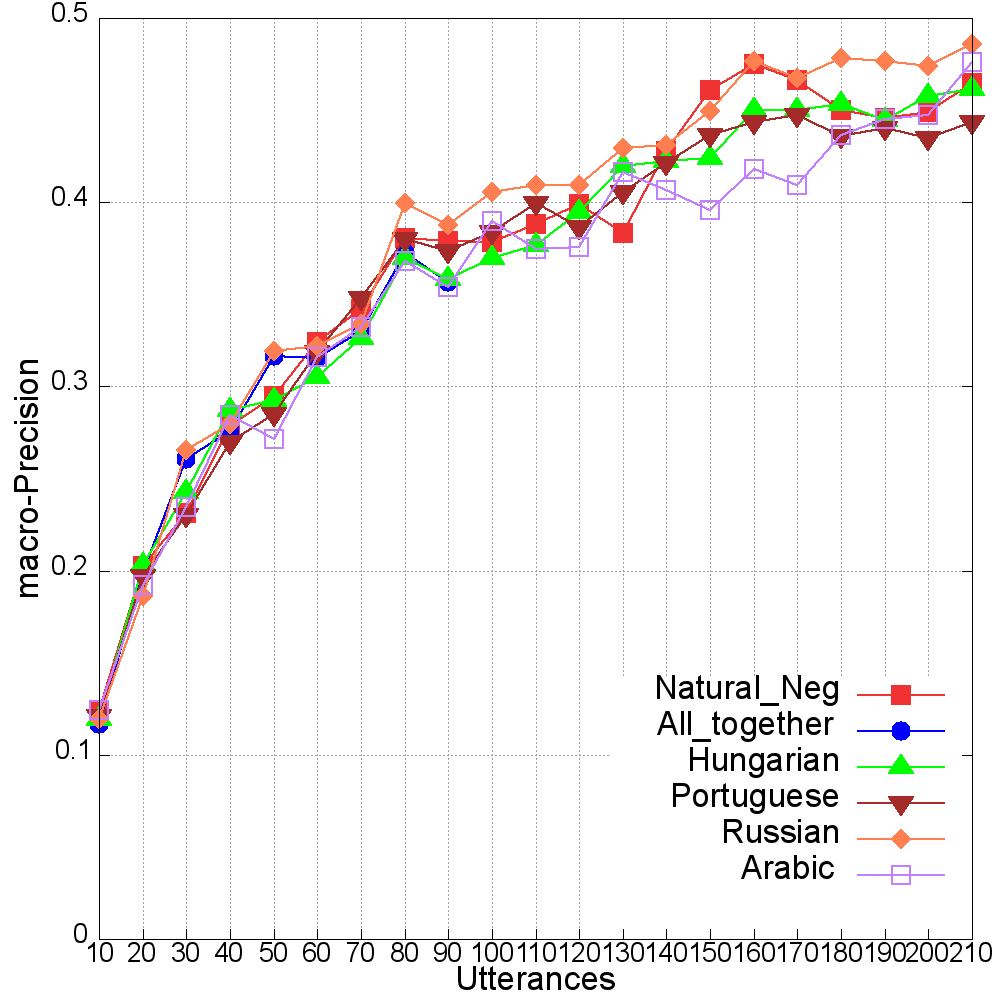 0.5
0.4
0.3
0.2
0.1
0
macro-Precision
Natural_Neg
All_together
Hungarian
Portuguese
Russian
Arabic
10 20 30 40 50 60 70 80 90 100 110 120 130 140 150 160 170 180 190 200 210
Utterances